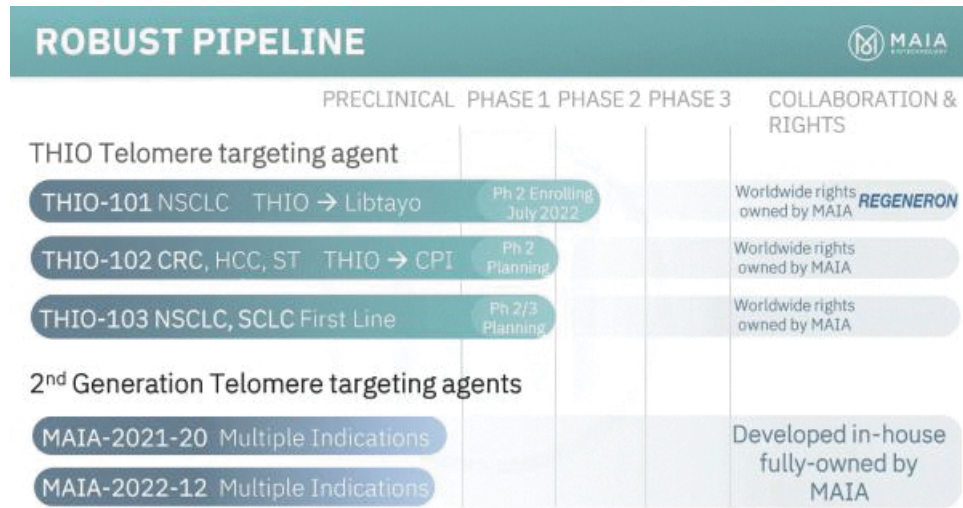 ROBUST PIPELINE
MAIA
BIOTECHNOLOGY
PRECLINICAL PHASE 1 PHASE 2 PHASE 3 COLLABORATION &
RIGHTS
THIO Telomere targeting agent
THIO-101 NSCLC THIO → Libtayo
Ph 2 Enrolling
July 2022
Worldwide rights
owned by MAIA
REGENERON
THIO-102 CRC, HCC, ST THIO → CPI
Ph 2
Planning
Worldwide rights
owned by MAIA
THIO-103 NSCLC, SCLC First Line
Ph 2/3
Planning
Worldwide rights
owned by MAIA
2nd Generation Telomere targeting agents
MAIA-2021-20 Multiple Indications
MAIA-2022-12 Multiple Indications
Developed in-house
fully-owned by
MAIA